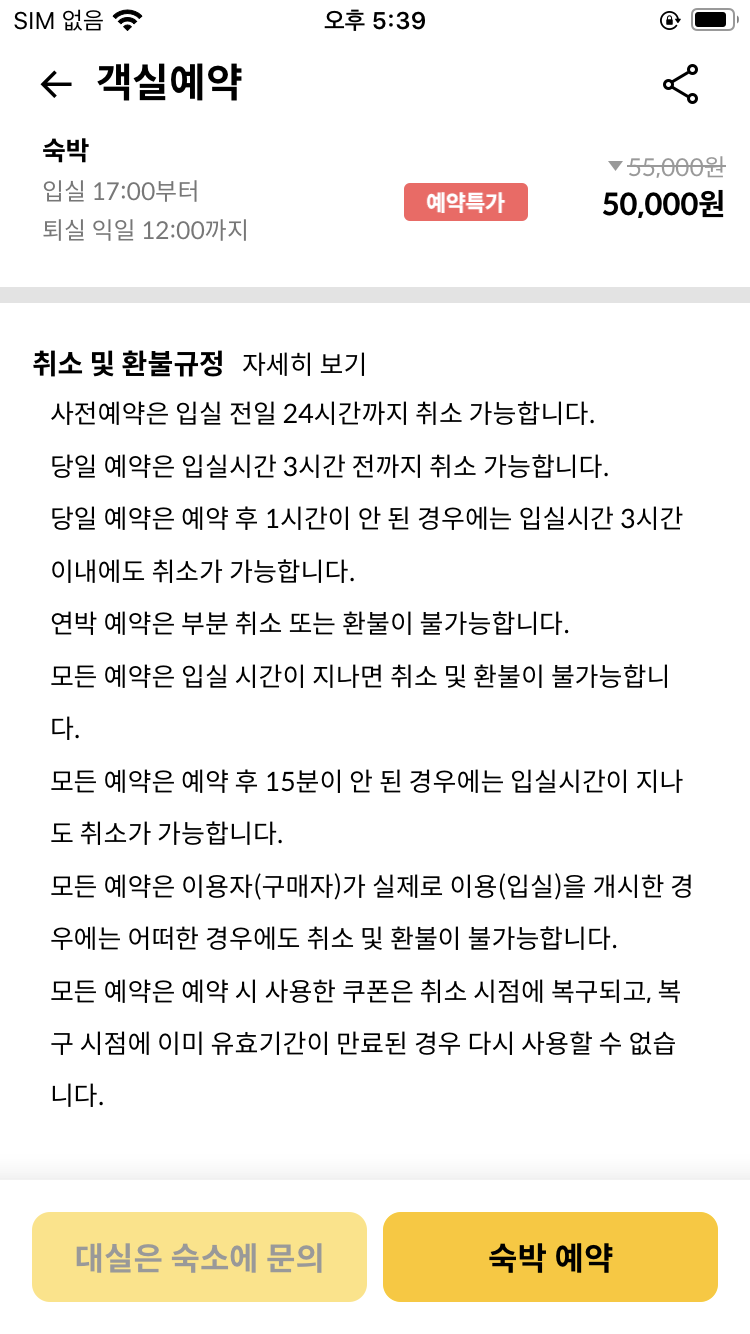 SIM 없음 오후 5:39
객실예약
숙박
입실 17:00부터
퇴실 익일 12:00까지
예약특가
▼55,000원
50,000원
취소 및 환불규정 자세히 보기
사전예약은 입실 전일 24시간까지 취소 가능합니다.
당일 예약은 입실시간 3시간 전까지 취소 가능합니다.
당일 예약은 예약 후 1시간이 안 된 경우에는 입실시간 3시간
이내에도 취소가 가능합니다.
연박 예약은 부분 취소 또는 환불이 불가능합니다.
모든 예약은 입실 시간이 지나면 취소 및 환불이 불가능합니
다.
모든 예약은 예약 후 15분이 안 된 경우에는 입실시간이 지나
도 취소가 가능합니다.
모든 예약은 이용자(구매자)가 실제로 이용(입실)을 개시한 경
우에는 어떠한 경우에도 취소 및 환불이 불가능합니다.
모든 예약은 예약 시 사용한 쿠폰은 취소 시점에 복구되고, 복
구 시점에 이미 유효기간이 만료된 경우 다시 사용할 수 없습
니다.
대실은 숙소에 문의
숙박 예약